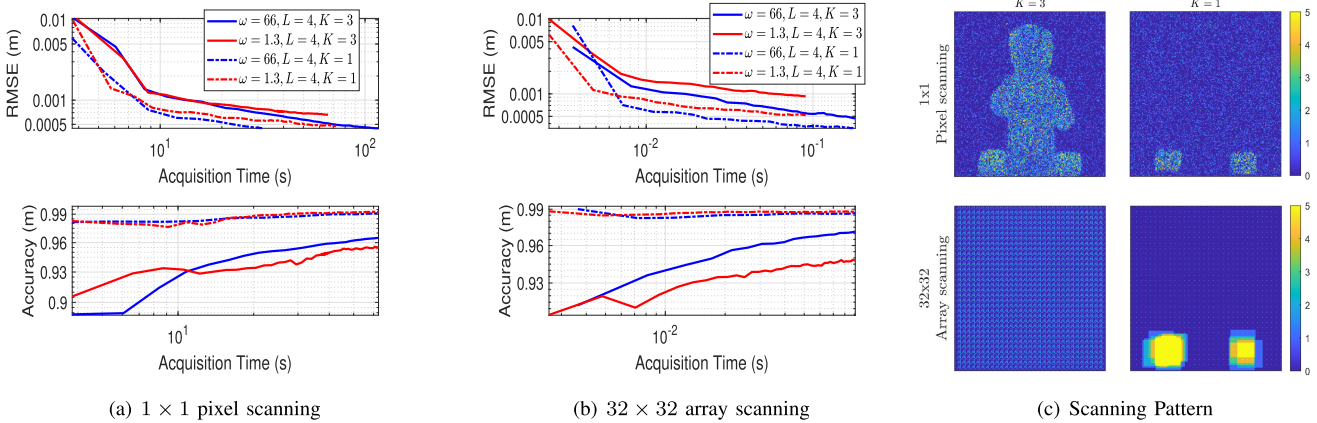 0.01
0.005
0.001
0.0005
RMSE (m)
ω = 66, L = 4, K = 3
ω = 1.3, L = 4, K = 3
ω = 66, L = 4, K = 1
ω = 1.3, L = 4, K = 1
10^1
10^2
Acquisition Time (s)
0.99
0.96
0.93
0.9
Accuracy (m)
10^1
Acquisition Time (s)
(a) 1 × 1 pixel scanning
0.01
0.005
0.001
0.0005
RMSE (m)
ω = 66, L = 4, K = 3
ω = 1.3, L = 4, K = 3
ω = 66, L = 4, K = 1
ω = 1.3, L = 4, K = 1
10^-2
10^-1
Acquisition Time (s)
0.99
0.96
0.93
Accuracy (m)
10^-2
Acquisition Time (s)
(b) 32 × 32 array scanning
K = 3
K = 1
1x1
Pixel scanning
5
4
3
2
1
0
32x32
Array scanning
5
4
3
2
1
0
(c) Scanning Pattern